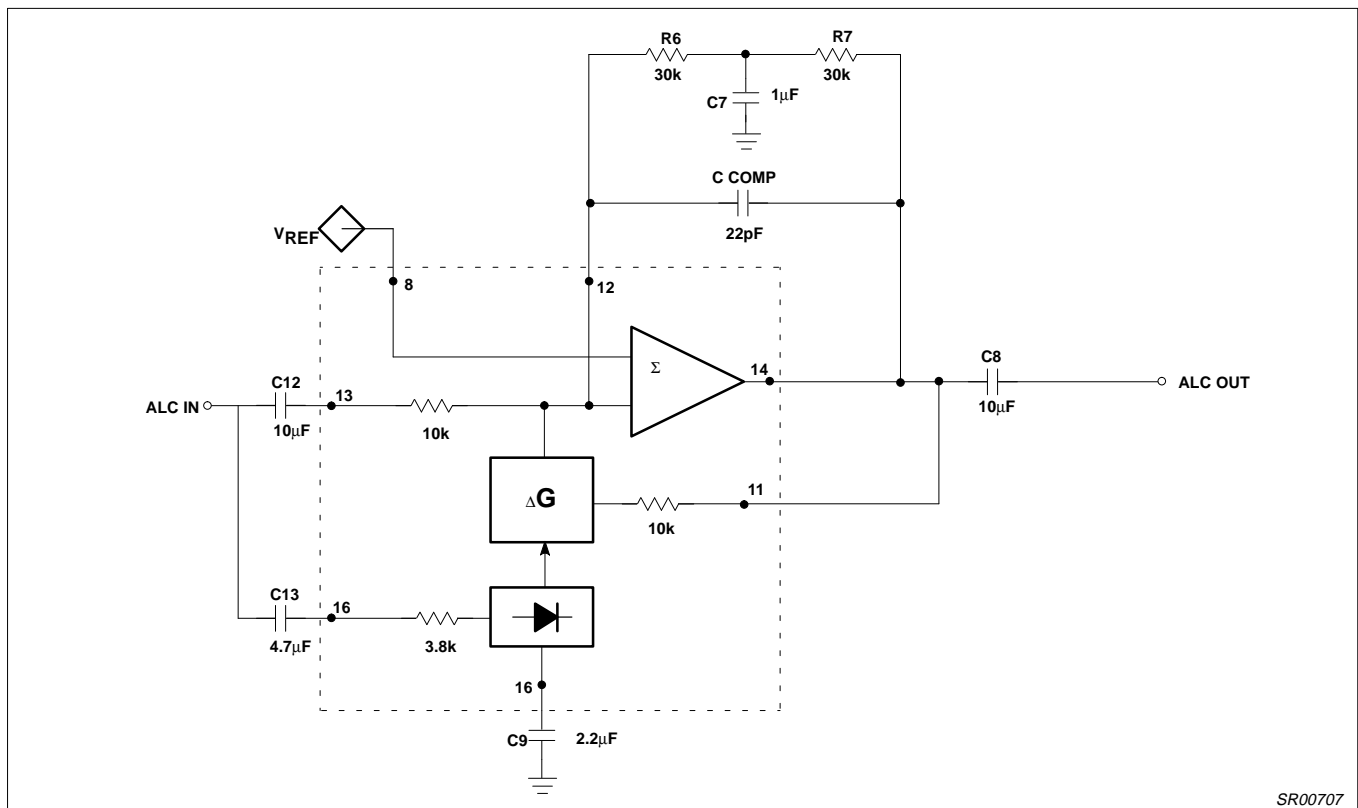 R6
30k
R7
30k
C7
1μF
C COMP
22pF
VREF
8
12
Σ
14
C8
10μF
ALC OUT
ALC IN
C12
10μF
13
10k
ΔG
11
10k
C13
4.7μF
16
3.8k
16
C9
2.2μF
SR00707